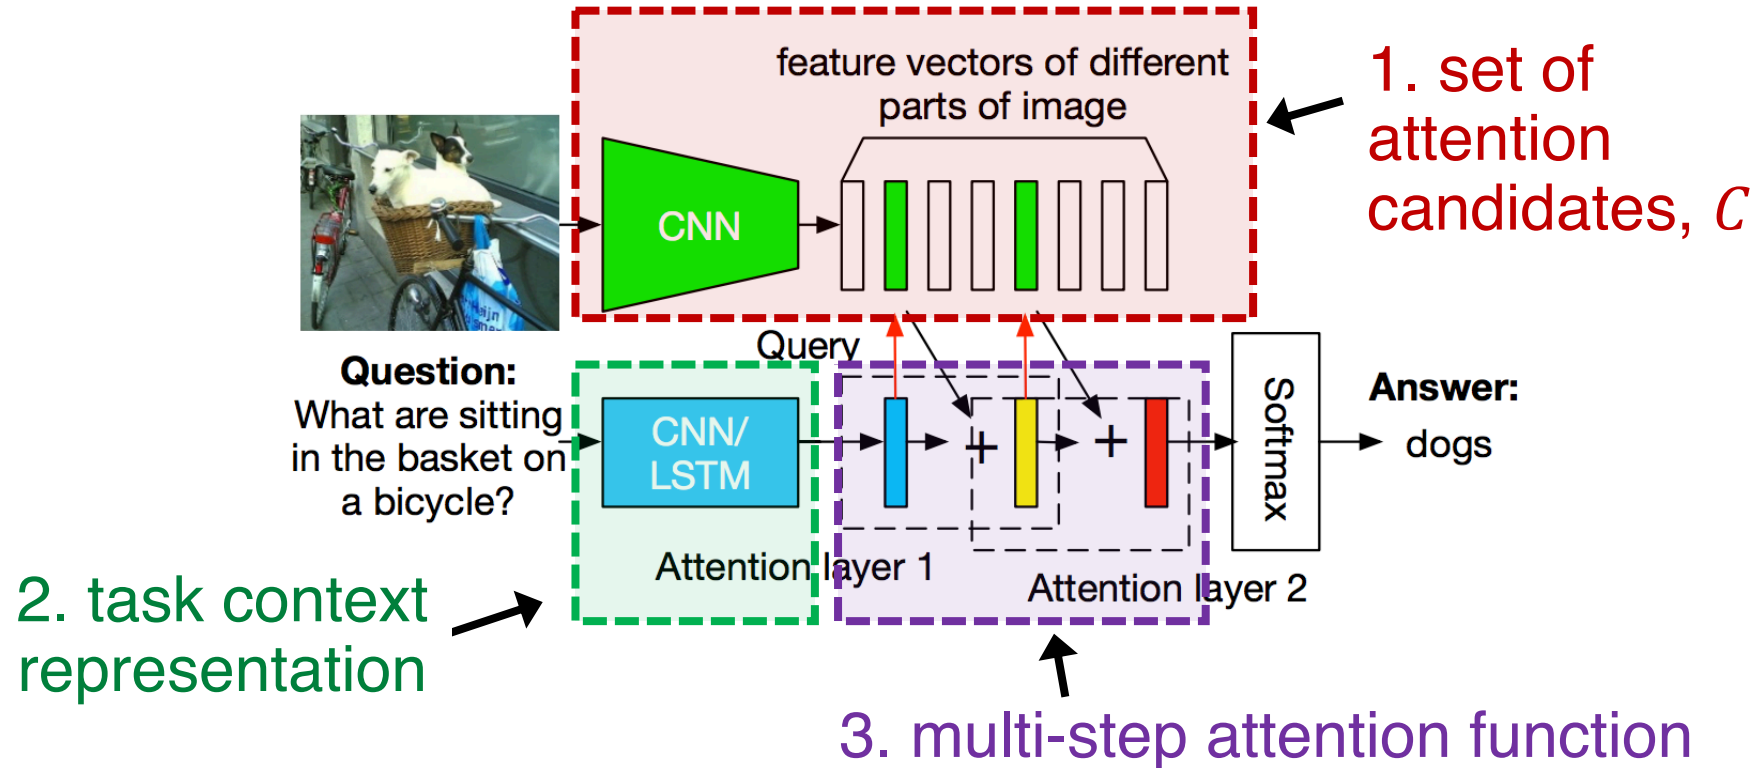 feature vectors of different
parts of image
1. set of
attention
candidates, C
CNN
Query
Question:
What are sitting
in the basket on
a bicycle?
CNN/
LSTM
+
+
Softmax
Answer:
dogs
Attention layer 1
Attention layer 2
2. task context
representation
3. multi-step attention function